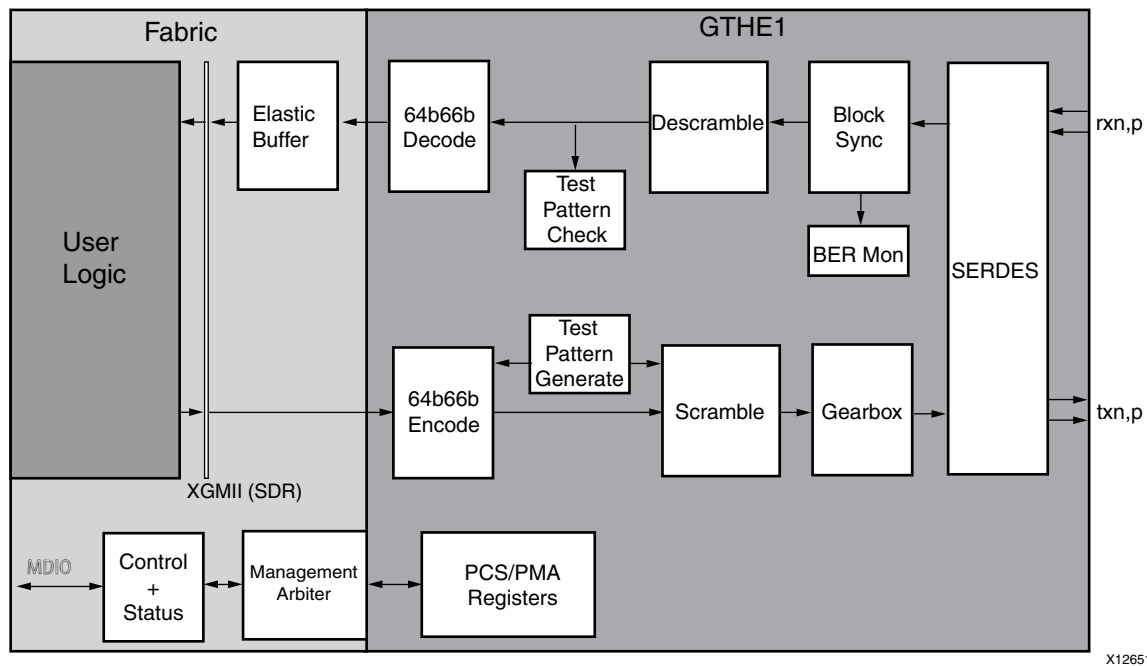 Fabric
GTHE1
User
Logic
Elastic
Buffer
64b66b
Decode
Test
Pattern
Check
Descramble
Block
Sync
BER Mon
SERDES
rxn,p
64b66b
Encode
Test
Pattern
Generate
Scramble
Gearbox
txn,p
XGMII (SDR)
MDIO
Control
+
Status
Management
Arbiter
PCS/PMA
Registers
X12651